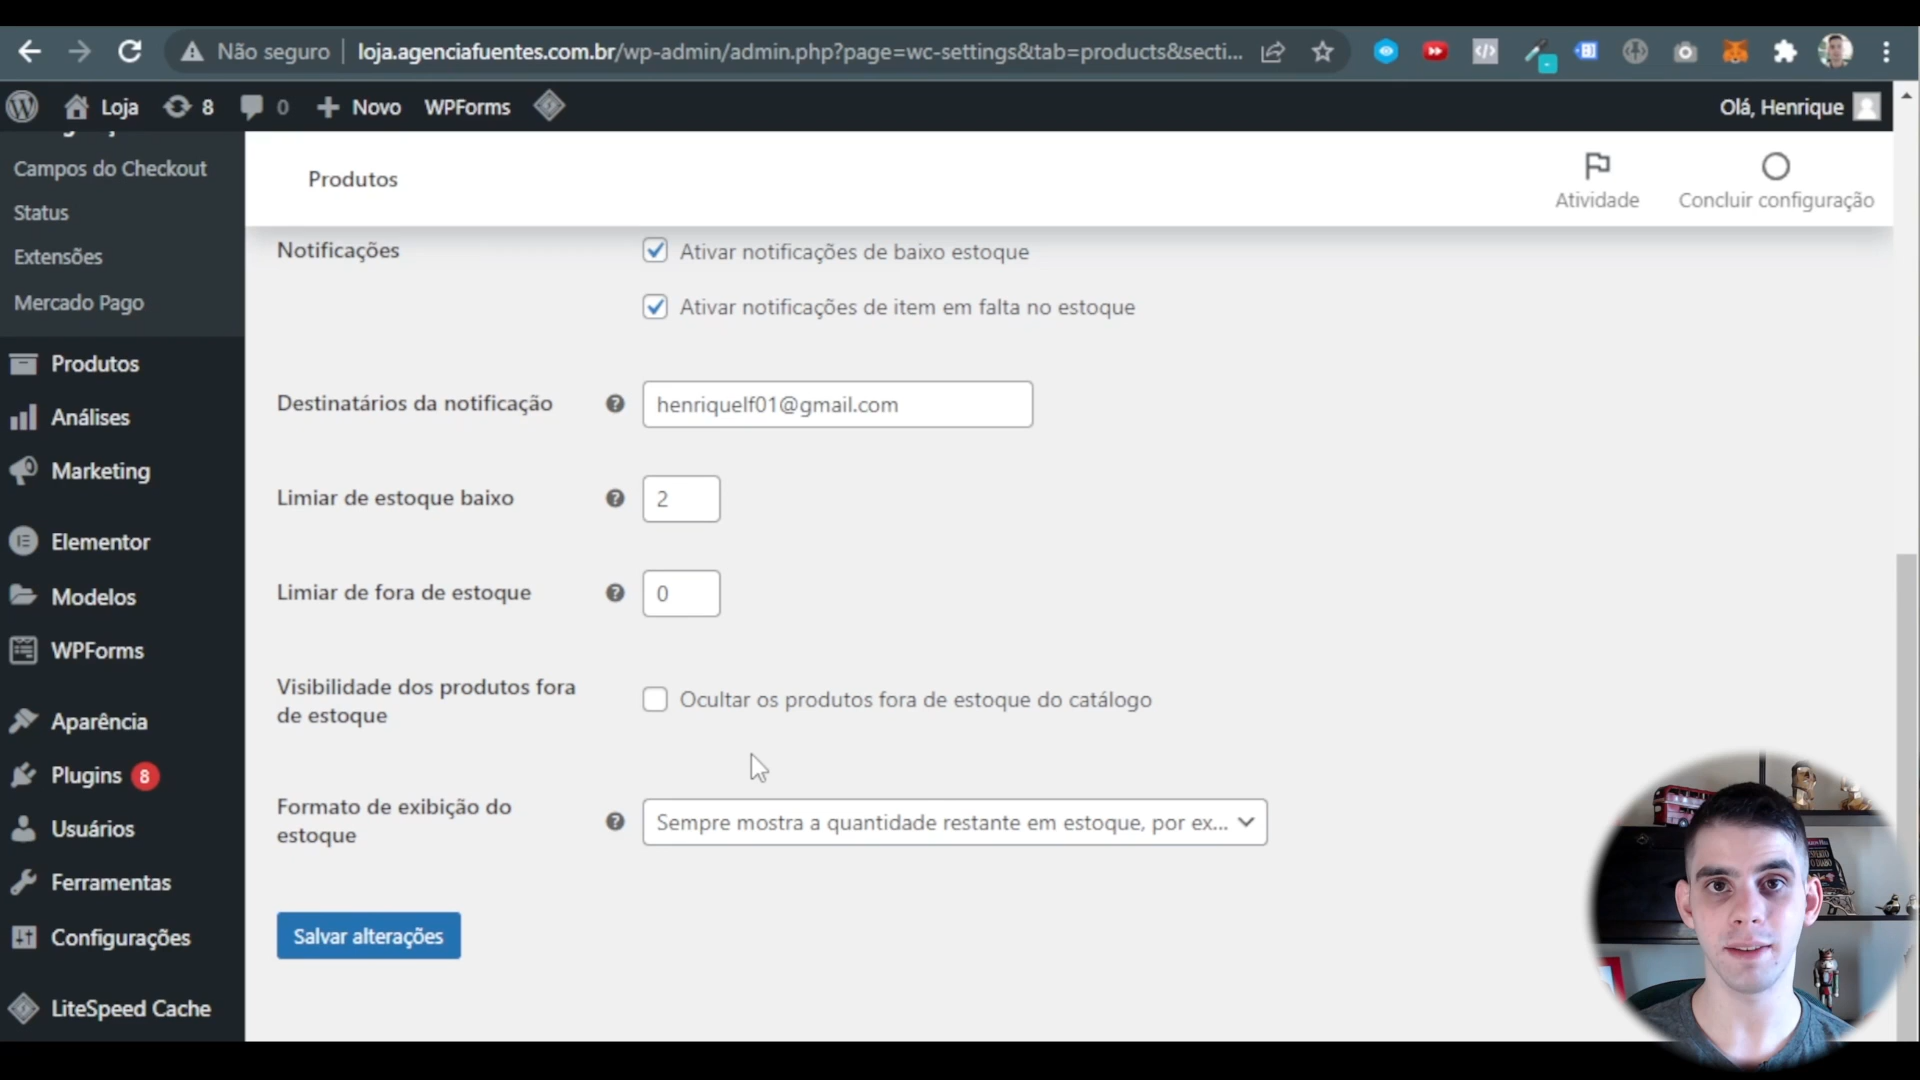 Não seguro
loja.agenciafuentes.com.br/wp-admin/admin.php?page=wc-settings&tab=products&secti...
Loja
8
0
Novo
WPForms
Olá, Henrique
Campos do Checkout
Status
Extensões
Mercado Pago
Produtos
Análises
Marketing
Elementor
Modelos
WPForms
Aparência
Plugins 8
Usuários
Ferramentas
Configurações
LiteSpeed Cache
Produtos
Atividade
Concluir configuração
Notificações
Ativar notificações de baixo estoque
Ativar notificações de item em falta no estoque
Destinatários da notificação
henriquelf01@gmail.com
Limiar de estoque baixo
2
Limiar de fora de estoque
0
Visibilidade dos produtos fora
de estoque
Ocultar os produtos fora de estoque do catálogo
Formato de exibição do
estoque
Sempre mostra a quantidade restante em estoque, por ex...
Salvar alterações